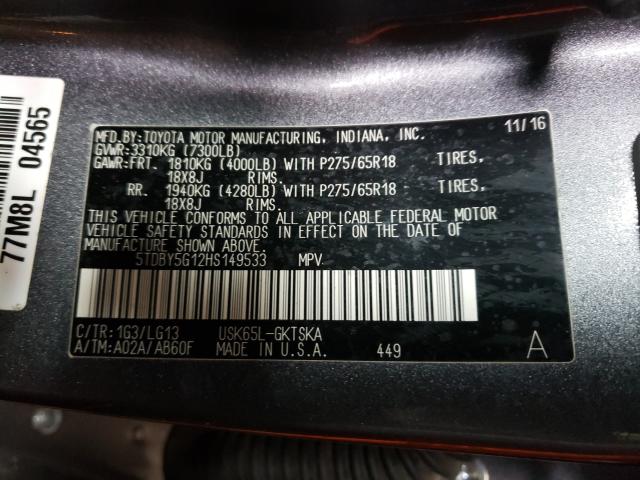 77M8L 04565
MFD.BY:TOYOTA MOTOR MANUFACTURING, INDIANA, INC. 11/16
GVWR:3310KG (7300LB)
GAWR:FRT. 1810KG (4000LB) WITH P275/65R18 TIRES,
18X8J RIMS,
RR. 1940KG (4280LB) WITH P275/65R18 TIRES,
18X8J RIMS,
THIS VEHICLE CONFORMS TO ALL APPLICABLE FEDERAL MOTOR
VEHICLE SAFETY STANDARDS IN EFFECT ON THE DATE OF
MANUFACTURE SHOWN ABOVE.
5TDBY5G12HS149533 MPV
C/TR:1G3/LG13 USK65L-GKTSKA
A/TM:A02A/AB60F MADE IN U.S.A. 449 A